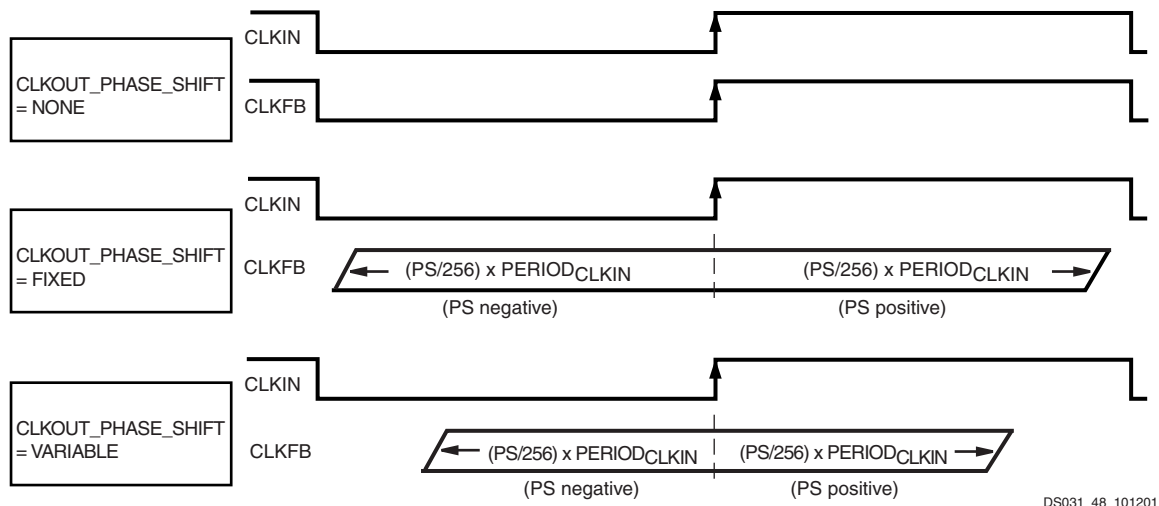 CLKOUT_PHASE_SHIFT
= NONE
CLKIN
CLKFB
CLKOUT_PHASE_SHIFT
= FIXED
CLKIN
CLKFB
(PS/256) x PERIODCLKIN
(PS/256) x PERIODCLKIN
(PS negative)
(PS positive)
CLKOUT_PHASE_SHIFT
= VARIABLE
CLKIN
CLKFB
(PS/256) x PERIODCLKIN
(PS/256) x PERIODCLKIN
(PS negative)
(PS positive)
DS031_48_101201